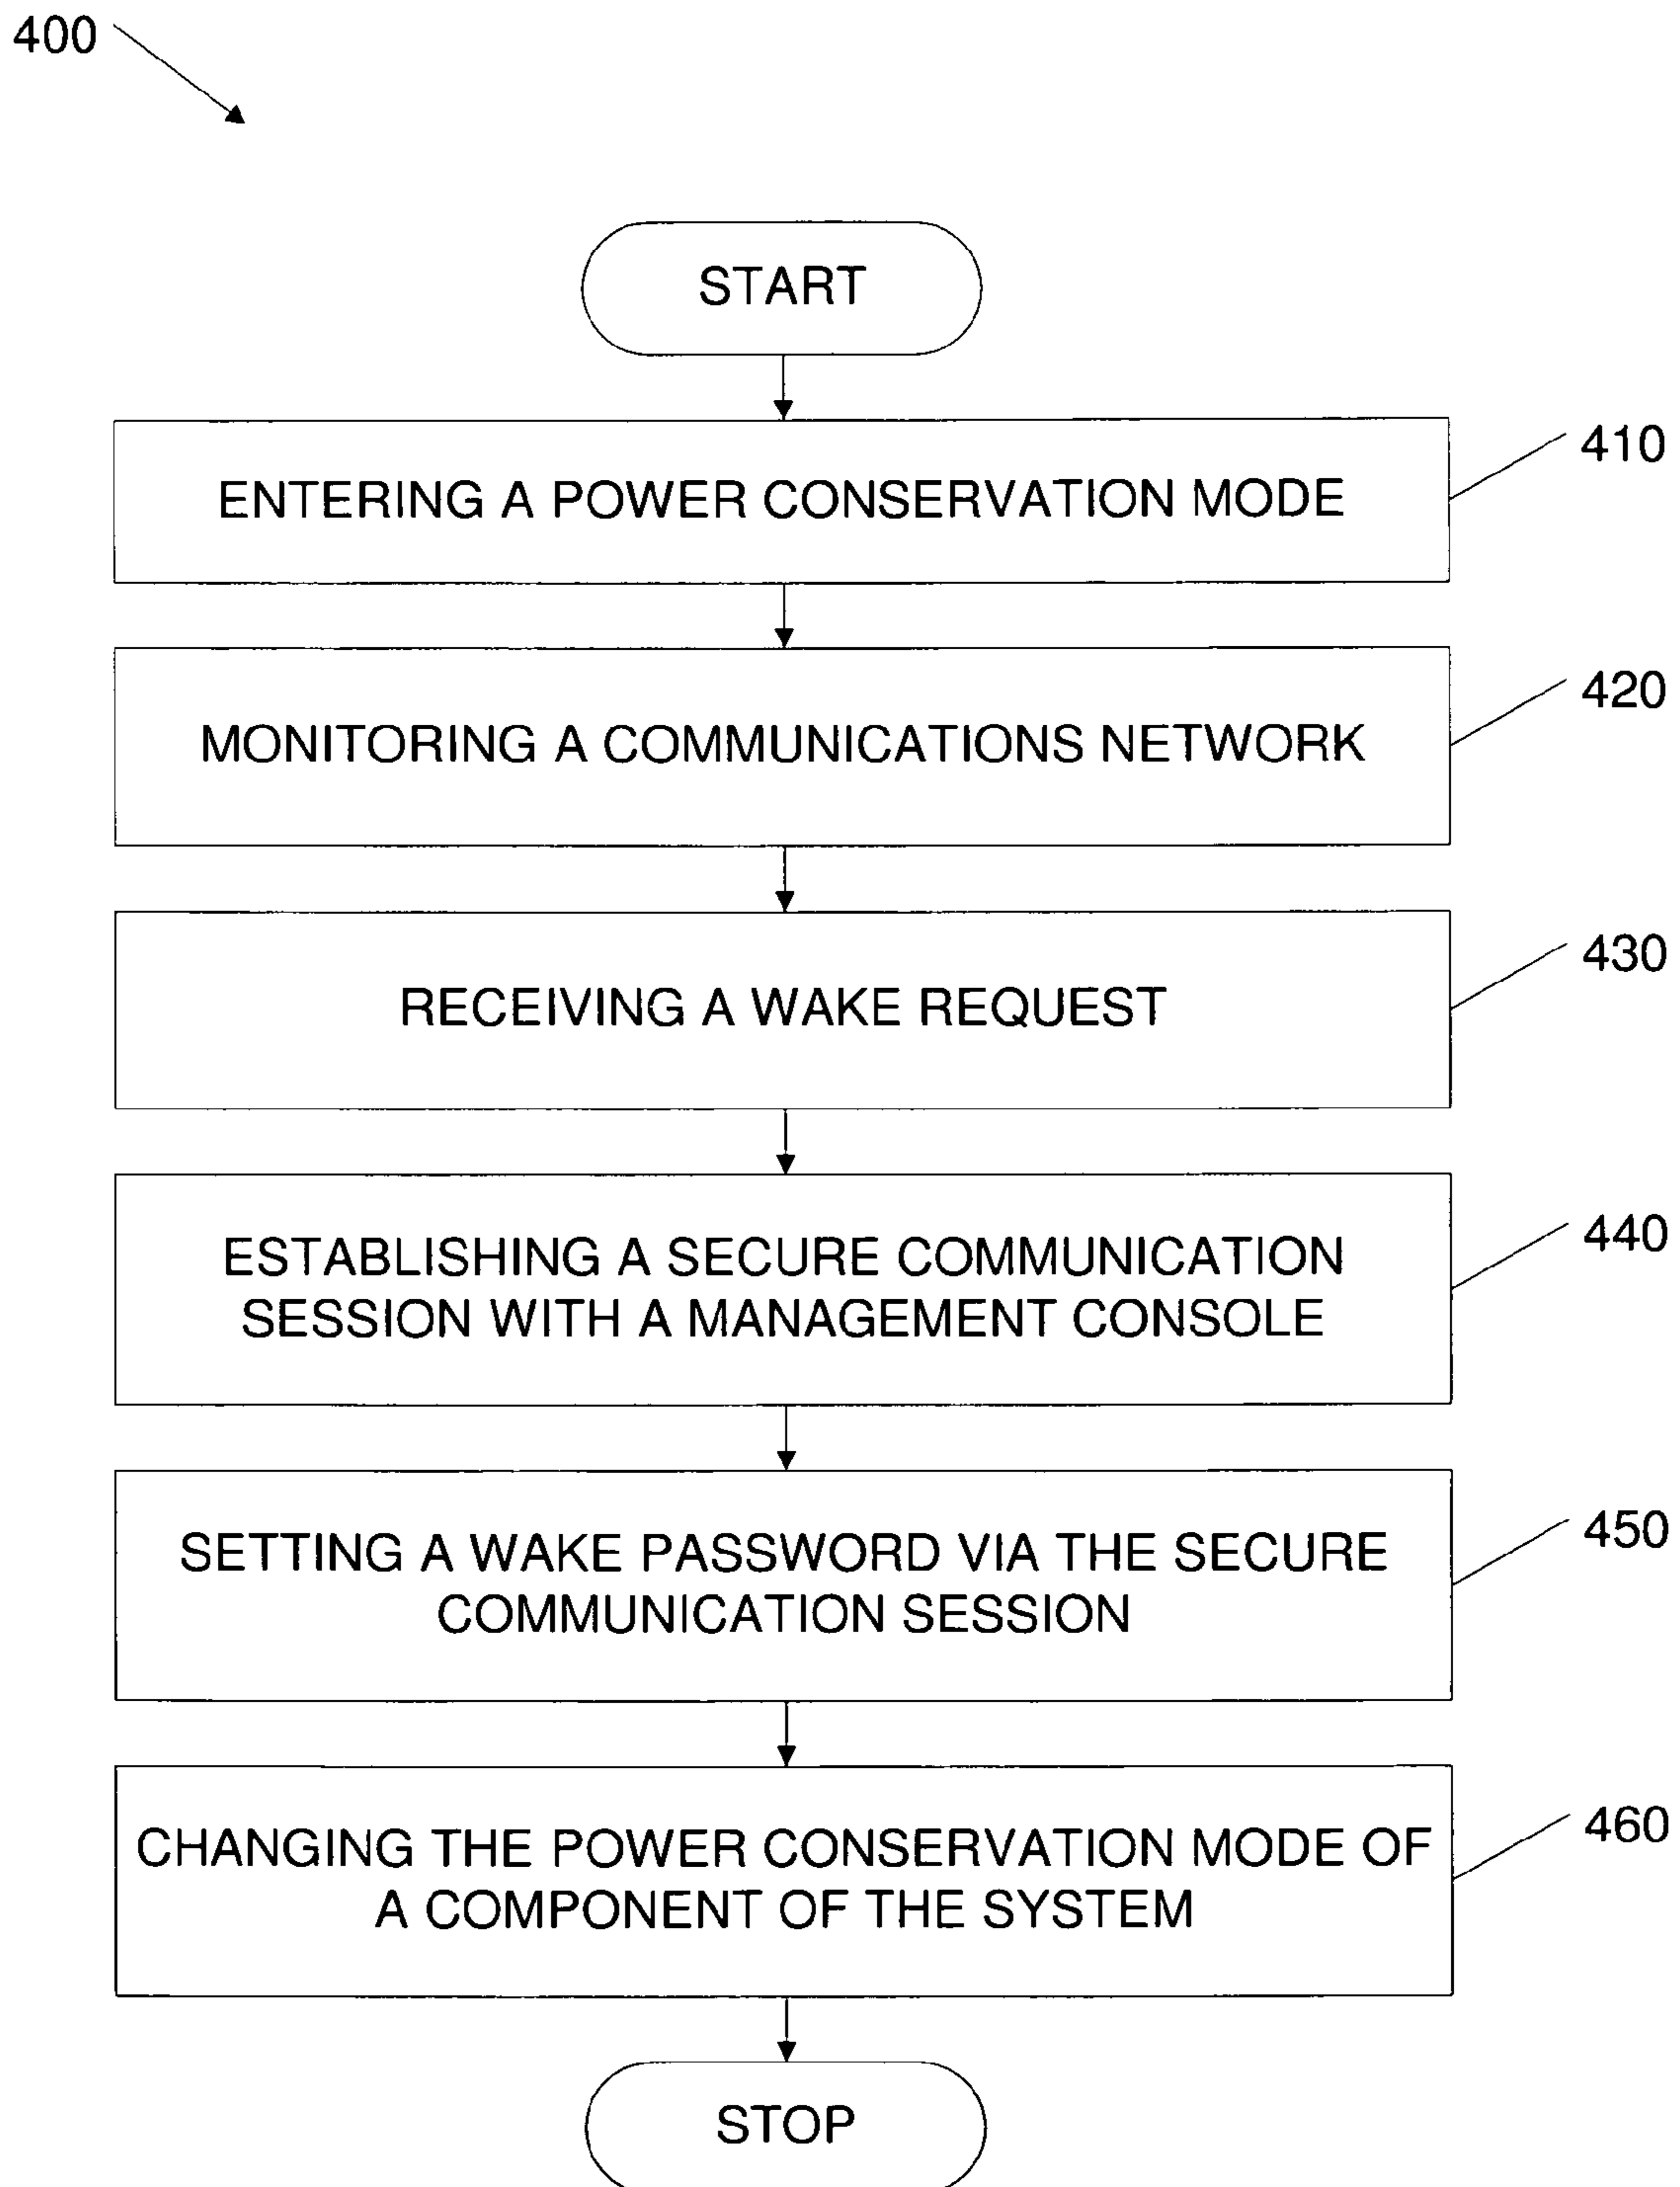 400
START
ENTERING A POWER CONSERVATION MODE
410
MONITORING A COMMUNICATIONS NETWORK
420
RECEIVING A WAKE REQUEST
430
ESTABLISHING A SECURE COMMUNICATION
SESSION WITH A MANAGEMENT CONSOLE
440
SETTING A WAKE PASSWORD VIA THE SECURE
COMMUNICATION SESSION
450
CHANGING THE POWER CONSERVATION MODE OF
A COMPONENT OF THE SYSTEM
460
STOP